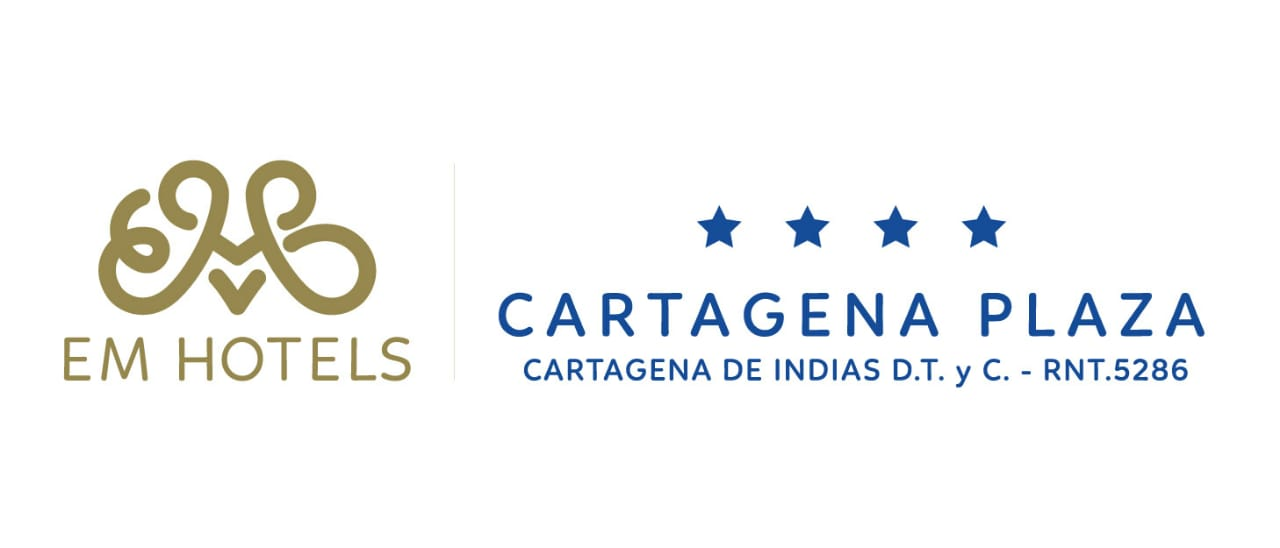 EM HOTELS
CARTAGENA PLAZA
CARTAGENA DE INDIAS D.T. y C. - RNT.5286